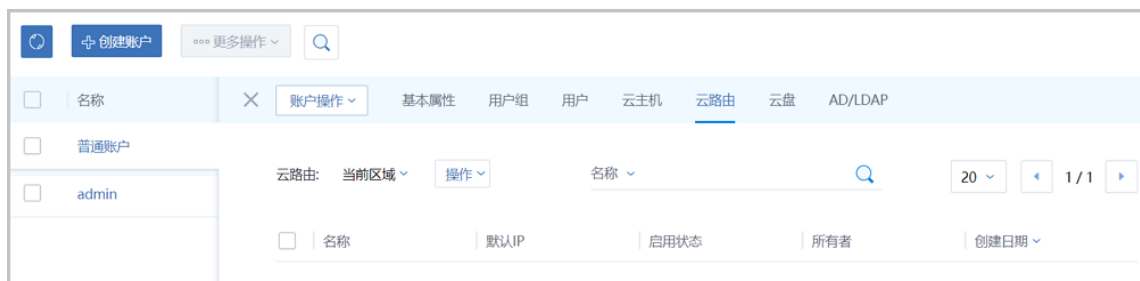 创建账户 更多操作
名称 账户操作 基本属性 用户组 用户 云主机 云路由 云盘 AD/LDAP
普通账户
云路由: 当前区域 操作 名称 20 1 / 1
admin
名称 默认IP 启用状态 所有者 创建日期